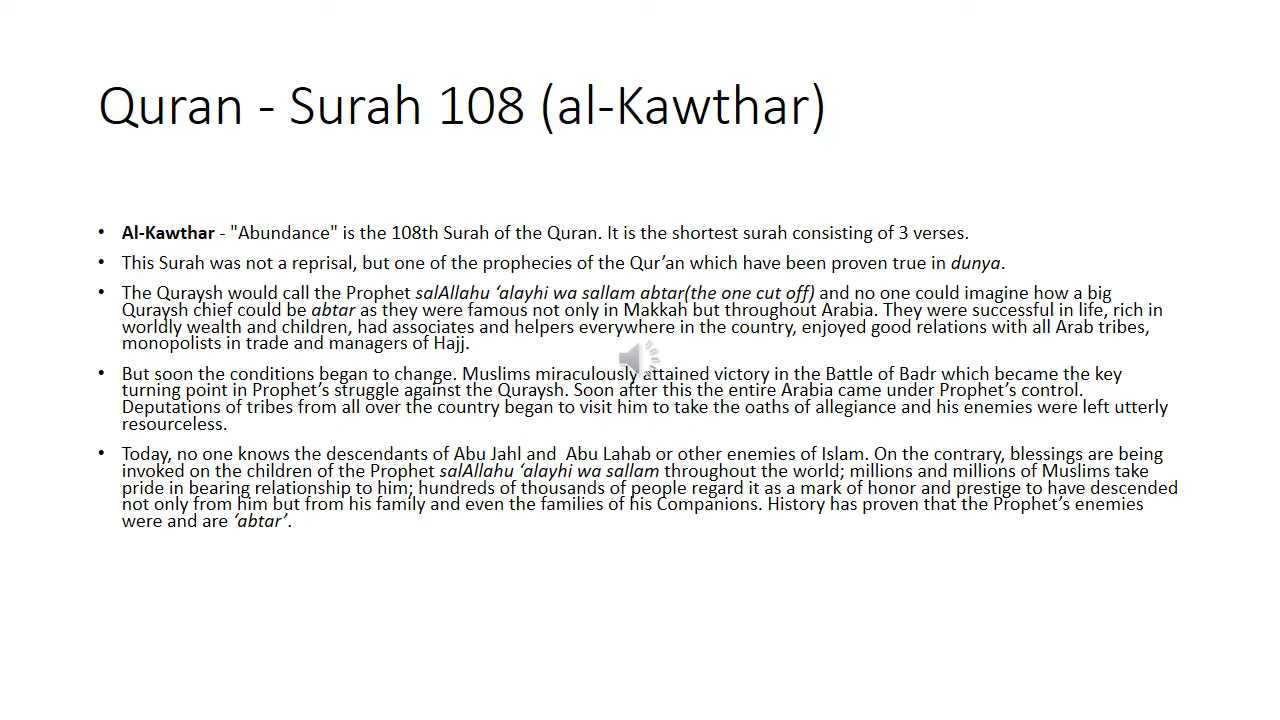 Quran - Surah 108 (al-Kawthar)
• Al-Kawthar - "Abundance" is the 108th Surah of the Quran. It is the shortest surah consisting of 3 verses.
• This Surah was not a reprisal, but one of the prophecies of the Qur’an which have been proven true in dunya.
• The Quraysh would call the Prophet salAllahu ‘alayhi wa sallam abtar(the one cut off) and no one could imagine how a big
Quraysh chief could be abtar as they were famous not only in Makkah but throughout Arabia. They were successful in life, rich in
worldly wealth and children, had associates and helpers everywhere in the country, enjoyed good relations with all Arab tribes,
monopolists in trade and managers of Hajj.
• But soon the conditions began to change. Muslims miraculously attained victory in the Battle of Badr which became the key
turning point in Prophet’s struggle against the Quraysh. Soon after this the entire Arabia came under Prophet’s control.
Deputations of tribes from all over the country began to visit him to take the oaths of allegiance and his enemies were left utterly
resourceless.
• Today, no one knows the descendants of Abu Jahl and  Abu Lahab or other enemies of Islam. On the contrary, blessings are being
invoked on the children of the Prophet salAllahu ‘alayhi wa sallam throughout the world; millions and millions of Muslims take
pride in bearing relationship to him; hundreds of thousands of people regard it as a mark of honor and prestige to have descended
not only from him but from his family and even the families of his Companions. History has proven that the Prophet’s enemies
were and are ‘abtar’.